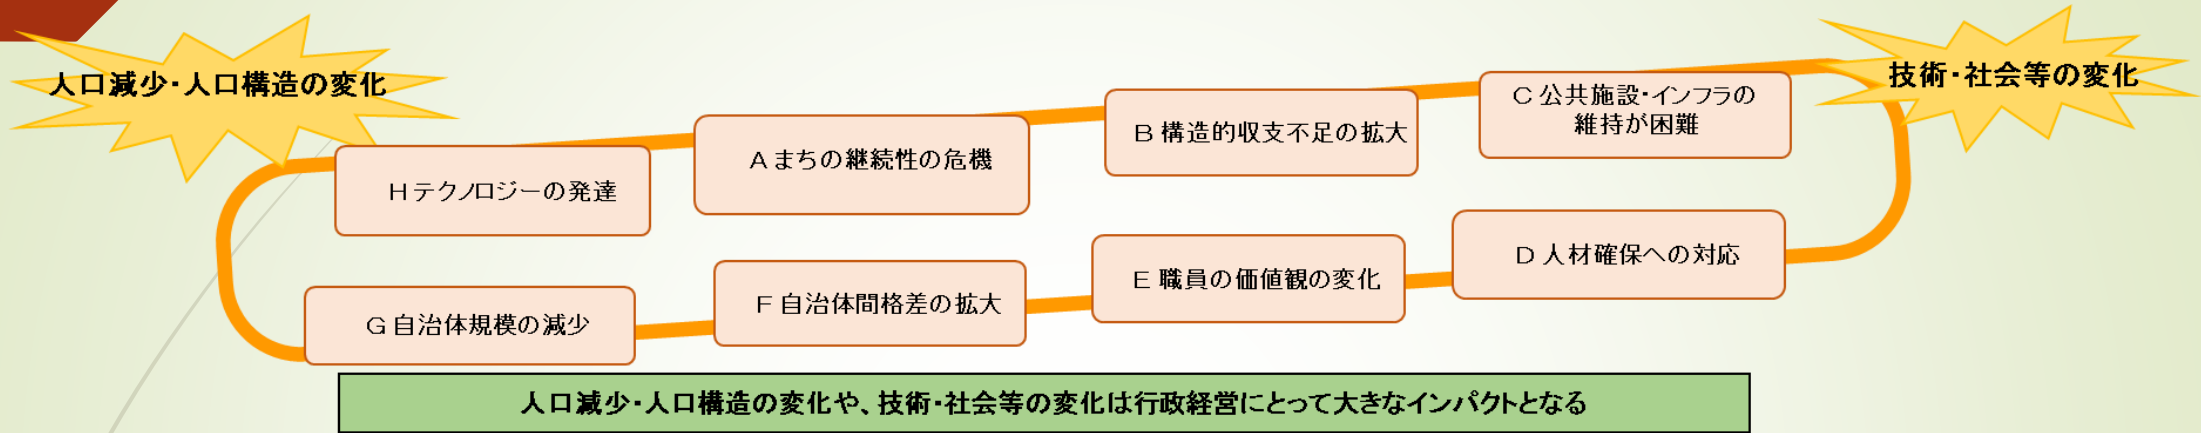 人口減少・人口構造の変化
技術・社会等の変化
H テクノロジーの発達
A まちの継続性の危機
B 構造的収支不足の拡大
C 公共施設・インフラの
維持が困難
D 人材確保への対応
E 職員の価値観の変化
F 自治体間格差の拡大
G 自治体規模の減少
人口減少・人口構造の変化や、技術・社会等の変化は行政経営にとって大きなインパクトとなる